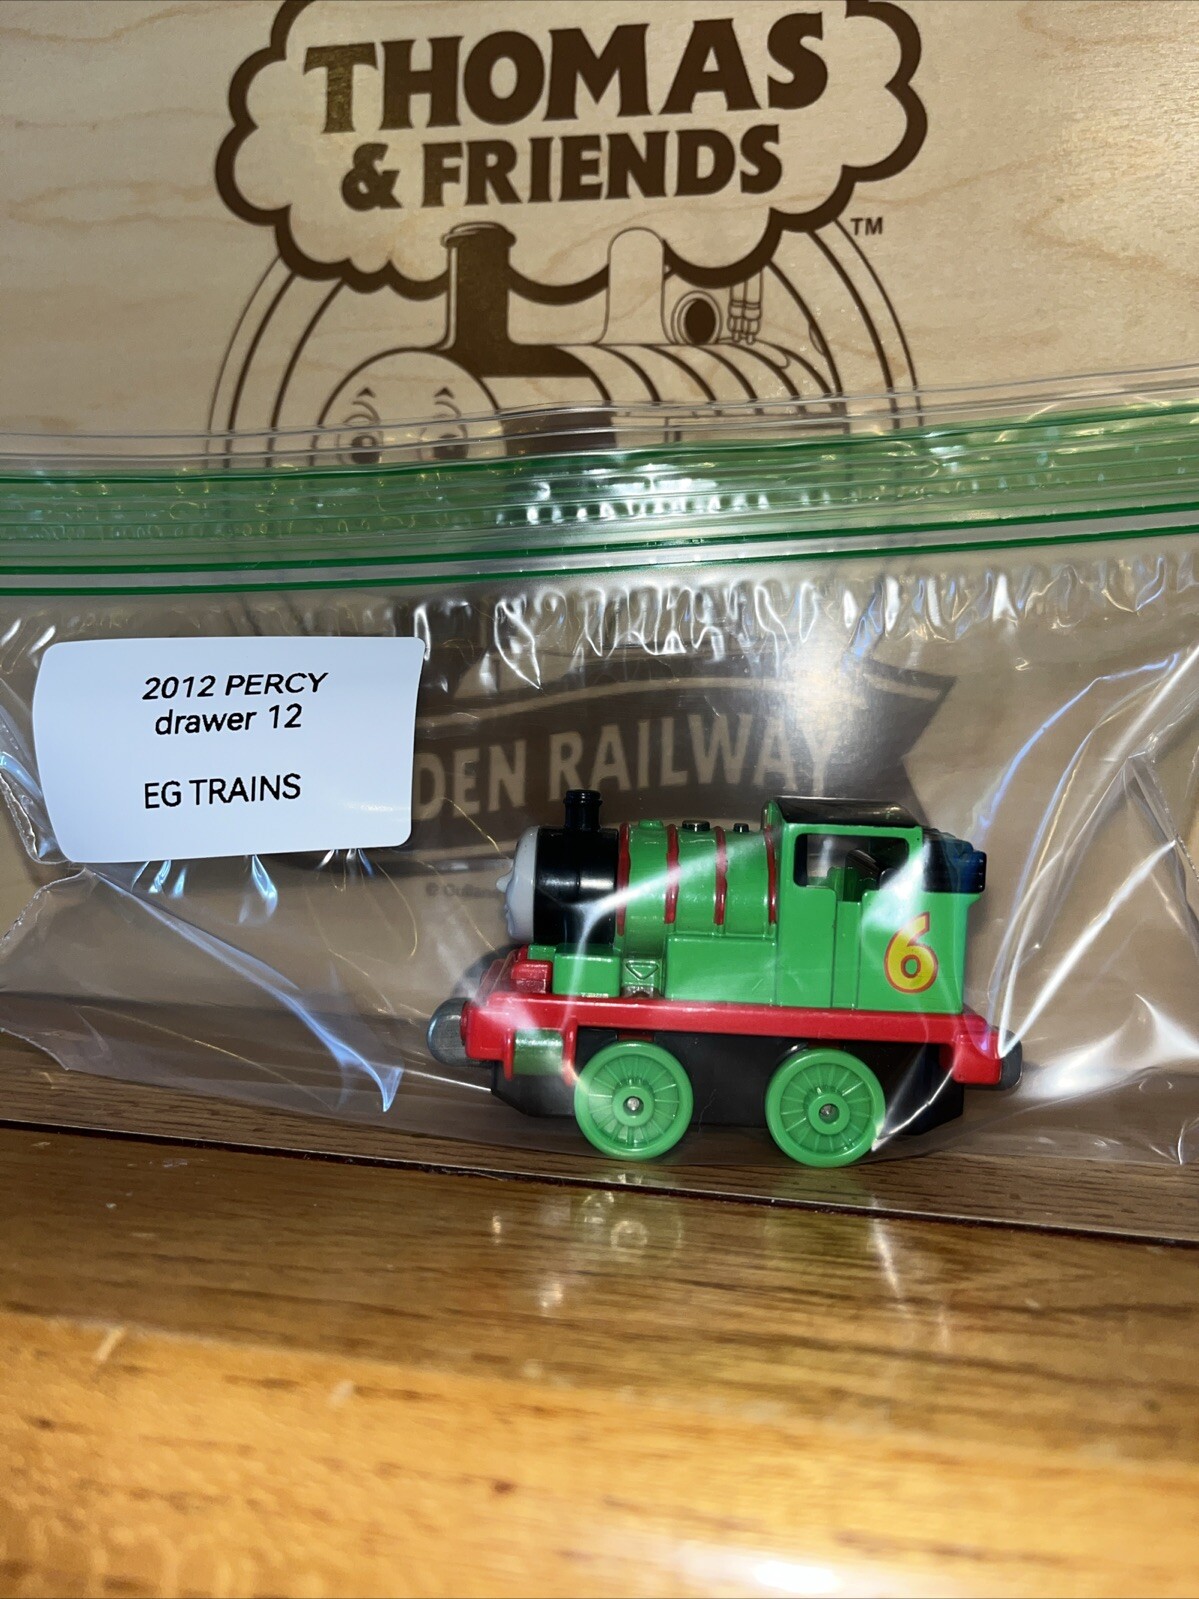 THOMAS
& FRIENDS
TM
2012 PERCY
drawer 12
EG TRAINS
DEN RAILWAY
6